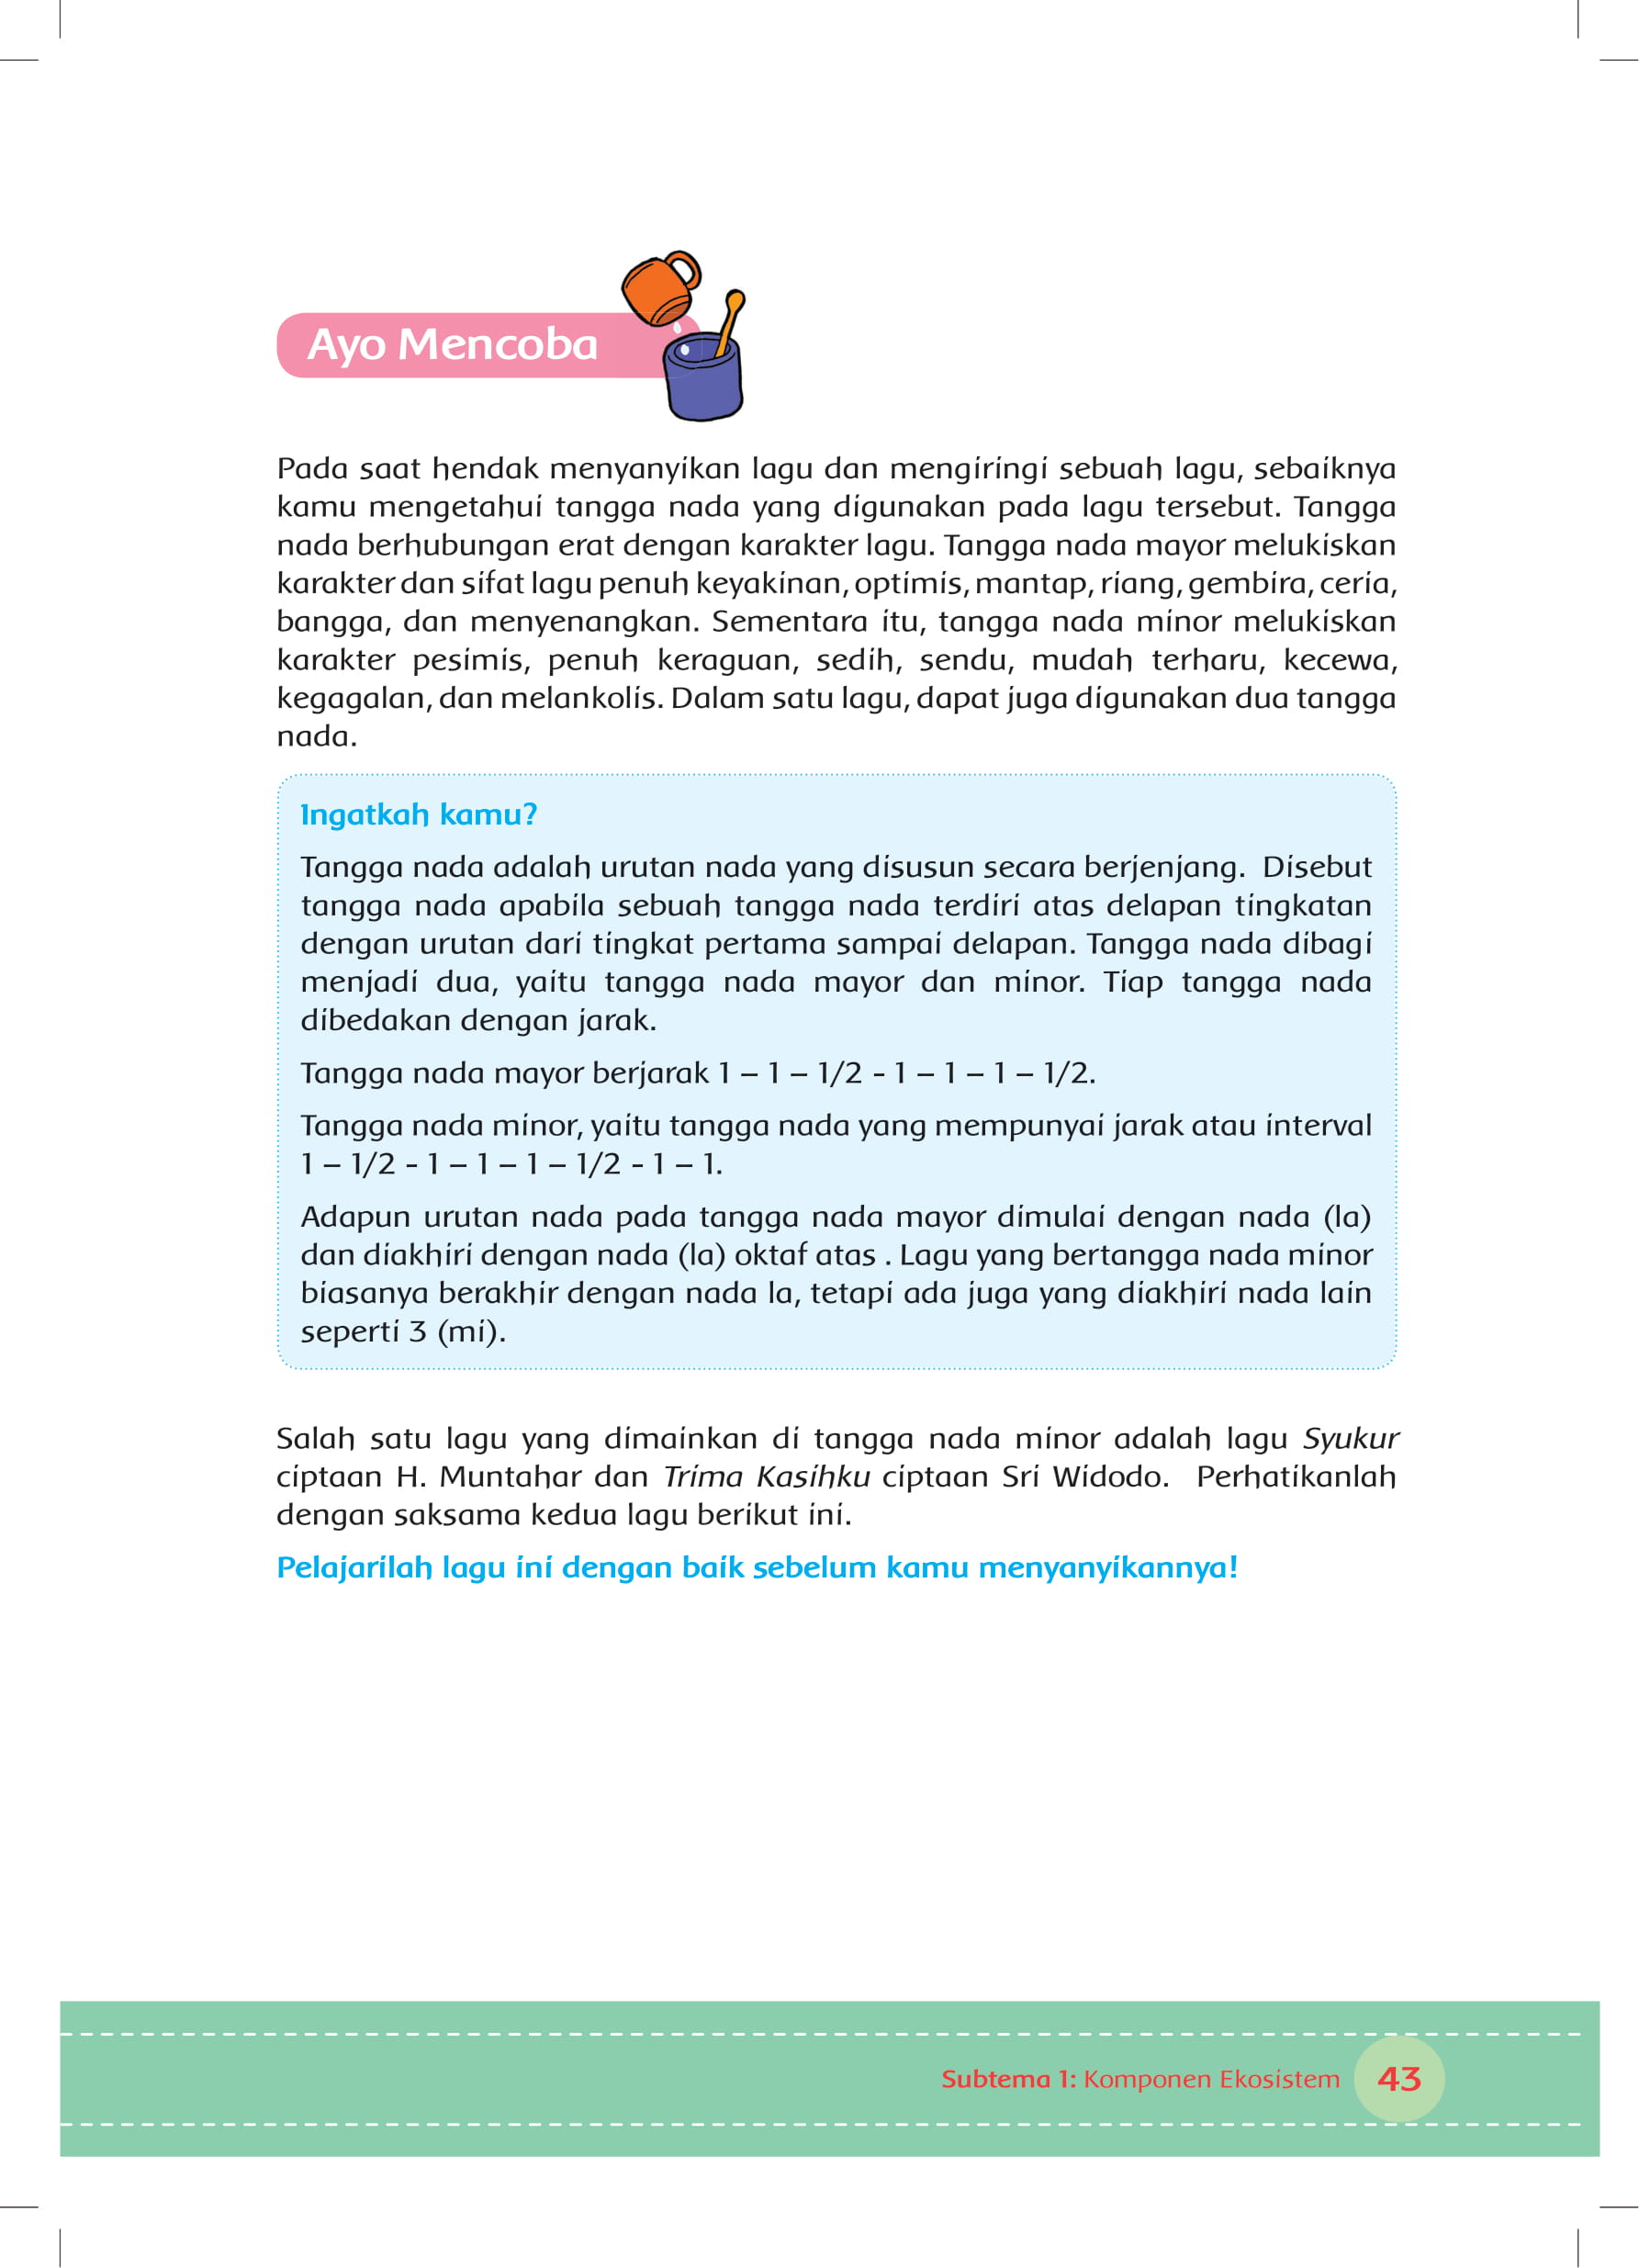 Ayo Mencoba
Pada saat hendak menyanyikan lagu dan mengiringi sebuah lagu, sebaiknya
kamu mengetahui tangga nada yang digunakan pada lagu tersebut. Tangga
nada berhubungan erat dengan karakter lagu. Tangga nada mayor melukiskan
karakter dan sifat lagu penuh keyakinan, optimis, mantap, riang, gembira, ceria,
bangga, dan menyenangkan. Sementara itu, tangga nada minor melukiskan
karakter pesimis, penuh keraguan, sedih, sendu, mudah terharu, kecewa,
kegagalan, dan melankolis. Dalam satu lagu, dapat juga digunakan dua tangga
nada.
Ingatkah kamu?
Tangga nada adalah urutan nada yang disusun secara berjenjang.  Disebut
tangga nada apabila sebuah tangga nada terdiri atas delapan tingkatan
dengan urutan dari tingkat pertama sampai delapan. Tangga nada dibagi
menjadi dua, yaitu tangga nada mayor dan minor. Tiap tangga nada
dibedakan dengan jarak.
Tangga nada mayor berjarak 1 – 1 – 1/2 - 1 – 1 – 1 – 1/2.
Tangga nada minor, yaitu tangga nada yang mempunyai jarak atau interval
1 – 1/2 - 1 – 1 – 1 – 1/2 - 1 – 1.
Adapun urutan nada pada tangga nada mayor dimulai dengan nada (la)
dan diakhiri dengan nada (la) oktaf atas . Lagu yang bertangga nada minor
biasanya berakhir dengan nada la, tetapi ada juga yang diakhiri nada lain
seperti 3 (mi).
Salah satu lagu yang dimainkan di tangga nada minor adalah lagu Syukur
ciptaan H. Muntahar dan Trima Kasihku ciptaan Sri Widodo.  Perhatikanlah
dengan saksama kedua lagu berikut ini.
Pelajarilah lagu ini dengan baik sebelum kamu menyanyikannya!
Subtema 1: Komponen Ekosistem 43